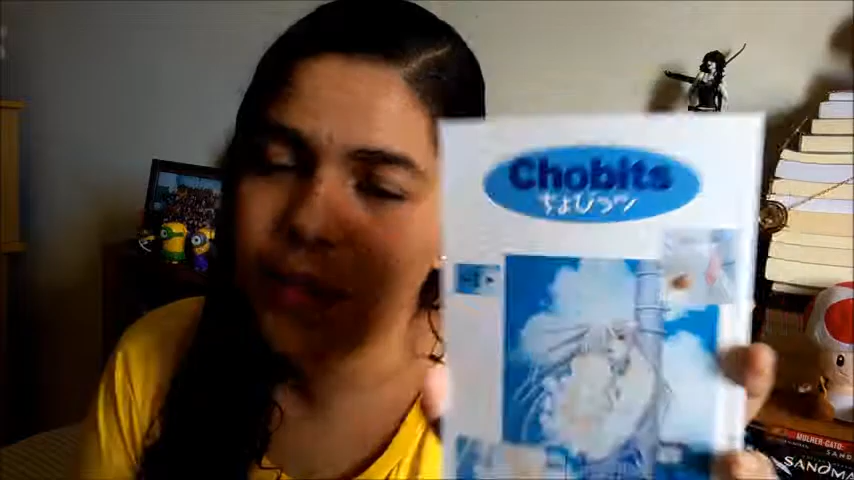 Chobits
ちょびっツ
MULHER-GATO
SANDMAN